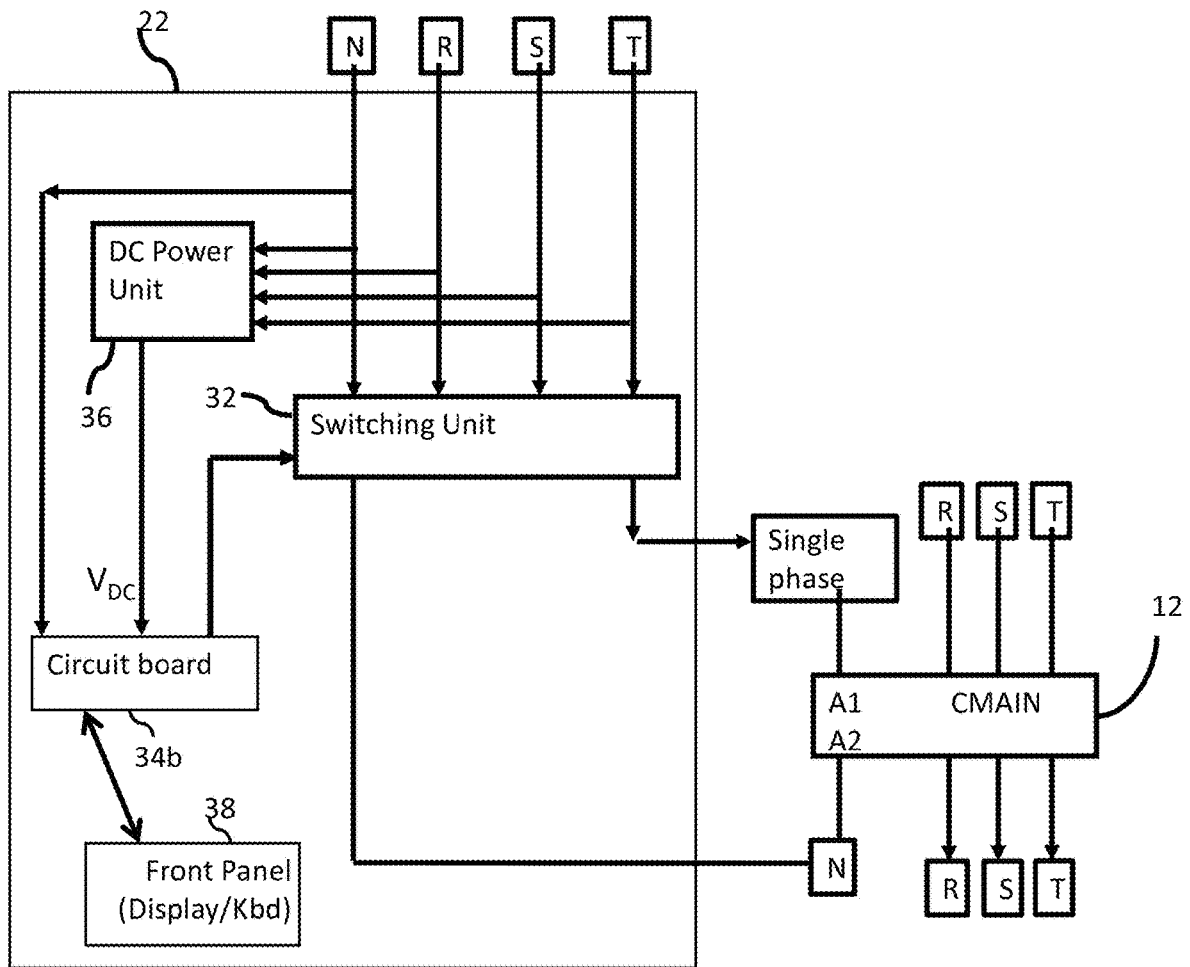 22
N
R
S
T
DC Power
Unit
36
32
Switching Unit
R
S
T
Single
phase
V_DC
12
Circuit board
A1
CMAIN
A2
34b
38
N
R
S
T
Front Panel
(Display/Kbd)